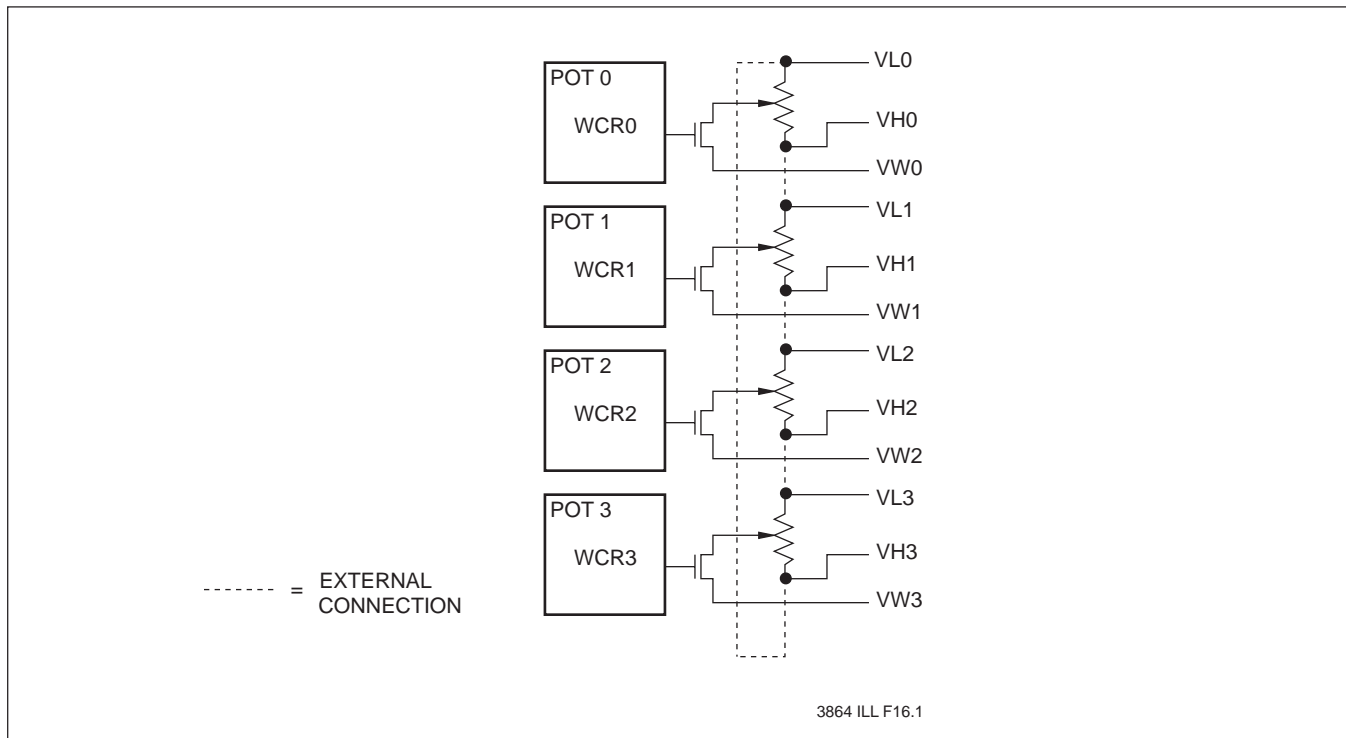 POT 0
WCR0
VL0
VH0
VW0
POT 1
WCR1
VL1
VH1
VW1
POT 2
WCR2
VL2
VH2
VW2
POT 3
WCR3
VL3
VH3
VW3
= EXTERNAL
CONNECTION
3864 ILL F16.1